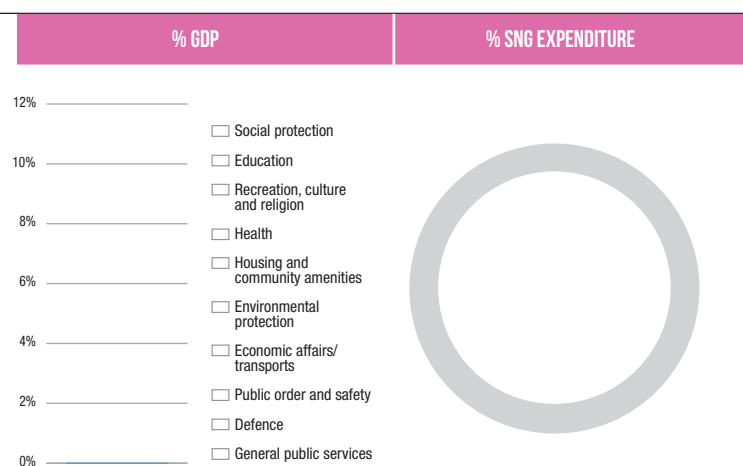 % GDP
% SNG EXPENDITURE
12%
10%
8%
6%
4%
2%
0%
Social protection
Education
Recreation, culture
and religion
Health
Housing and
community amenities
Environmental
protection
Economic affairs/
transports
Public order and safety
Defence
General public services